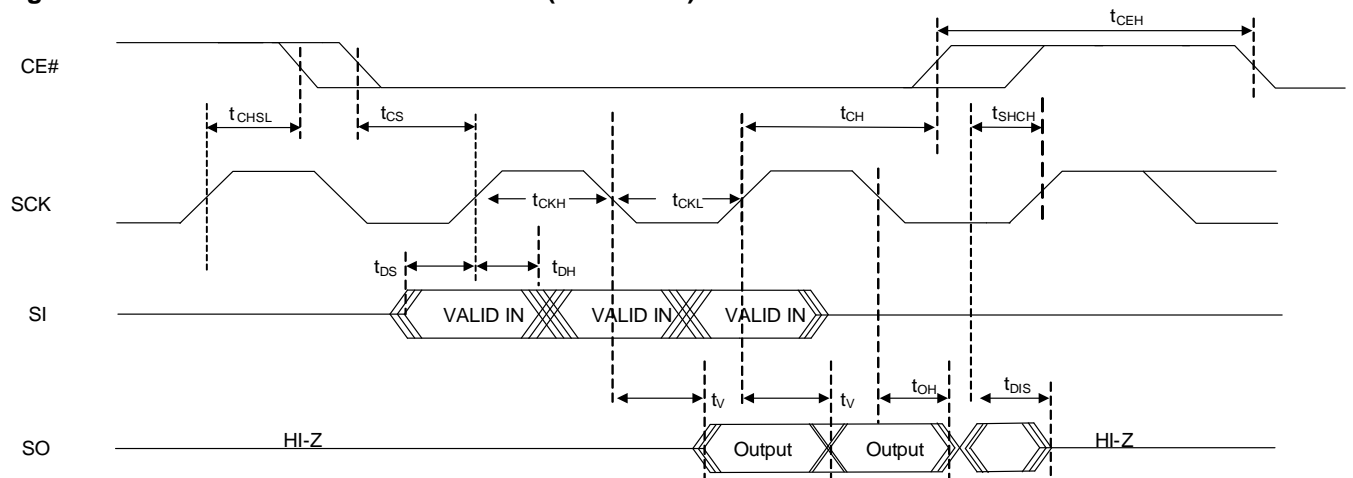 tCEH
CE#
tCHSL
tCS
tCH
tSHCH
SCK
tCKH
tCKL
tDS
tDH
SI
VALID IN
VALID IN
VALID IN
tV
tV
tOH
tDIS
SO
HI-Z
Output
Output
HI-Z